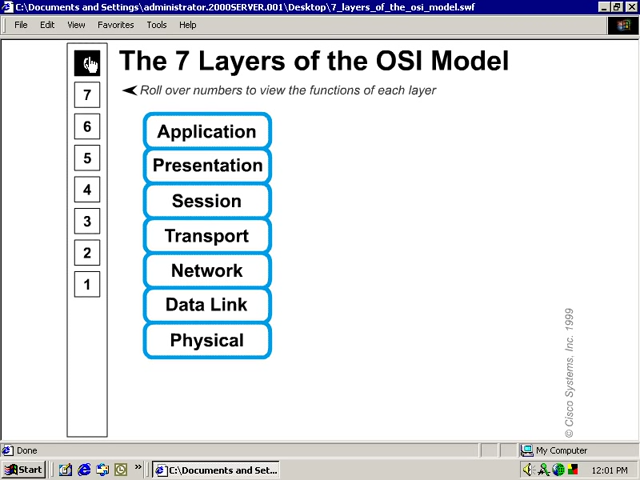 C:\Documents and Settings\administrator.2000SERVER.001\Desktop\7_layers_of_the_osi_model.swf
File Edit View Favorites Tools Help
The 7 Layers of the OSI Model
Roll over numbers to view the functions of each layer
7
6
5
4
3
2
1
Application
Presentation
Session
Transport
Network
Data Link
Physical
© Cisco Systems, Inc. 1999
Done
My Computer
Start
»
C:\Documents and Set...
12:01 PM